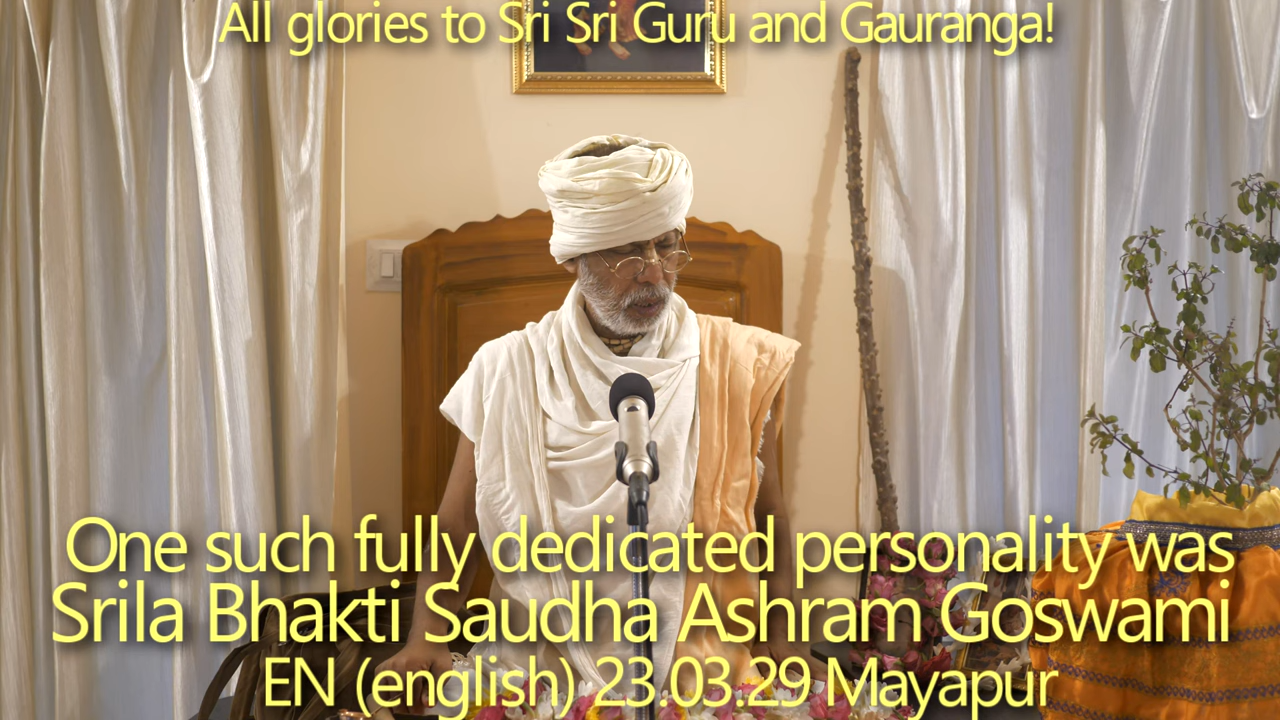 All glories to Sri Sri Guru and Gauranga!
One such fully dedicated personality was
Srila Bhakti Saudha Ashram Goswami
EN (english) 23.03.29 Mayapur